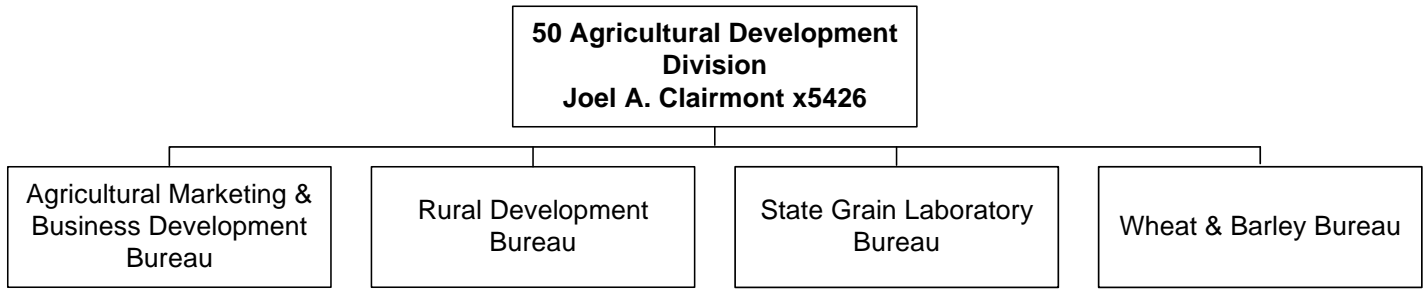 50 Agricultural Development
Division
Joel A. Clairmont x5426
Agricultural Marketing &
Business Development
Bureau
Rural Development
Bureau
State Grain Laboratory
Bureau
Wheat & Barley Bureau